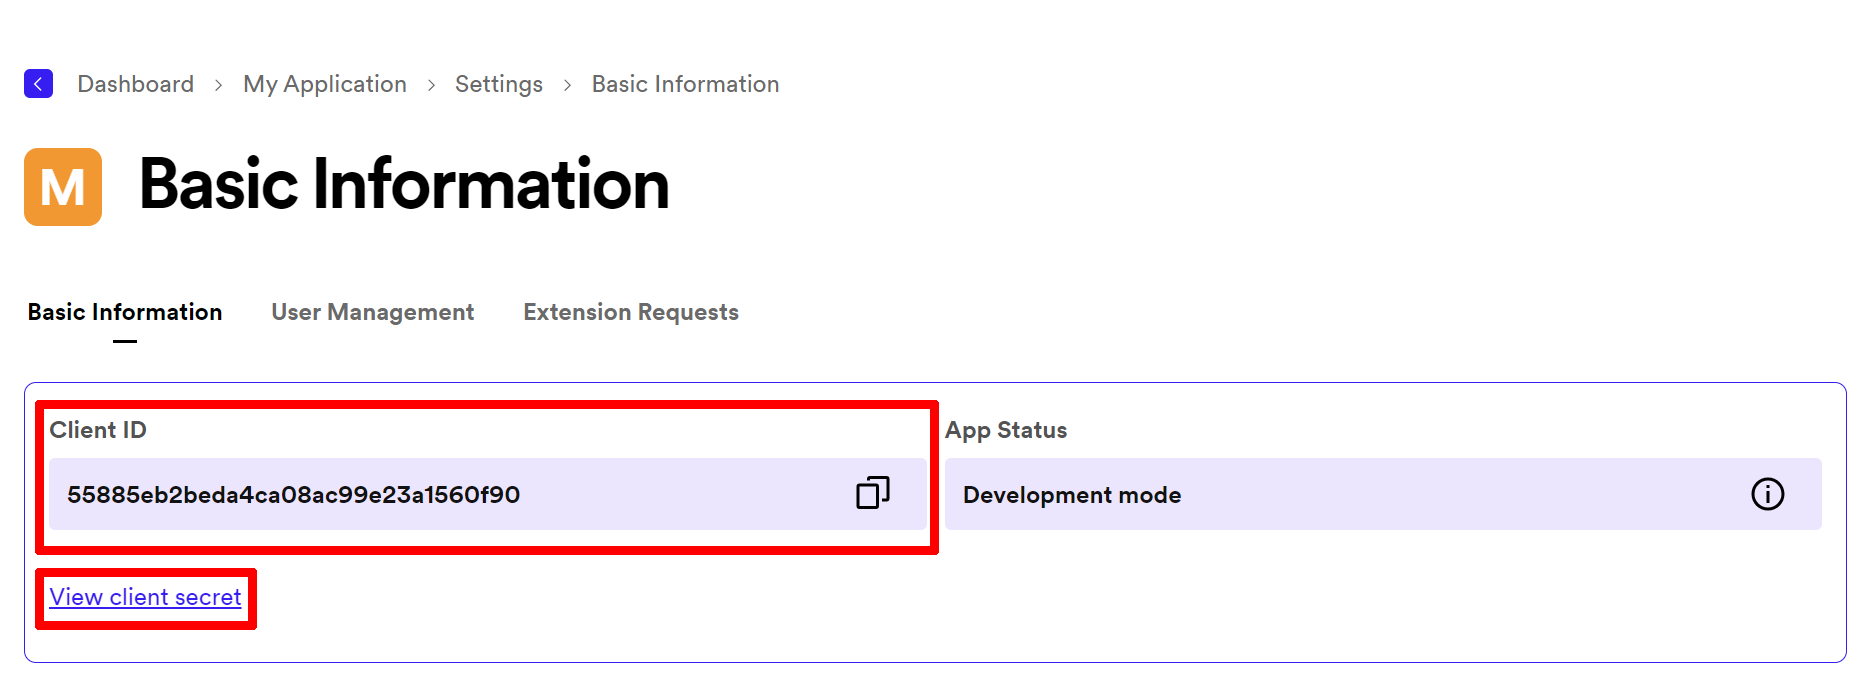 Dashboard > My Application > Settings > Basic Information
M Basic Information
Basic Information User Management Extension Requests
Client ID App Status
55885eb2beda4ca08ac99e23a1560f90 Development mode
View client secret